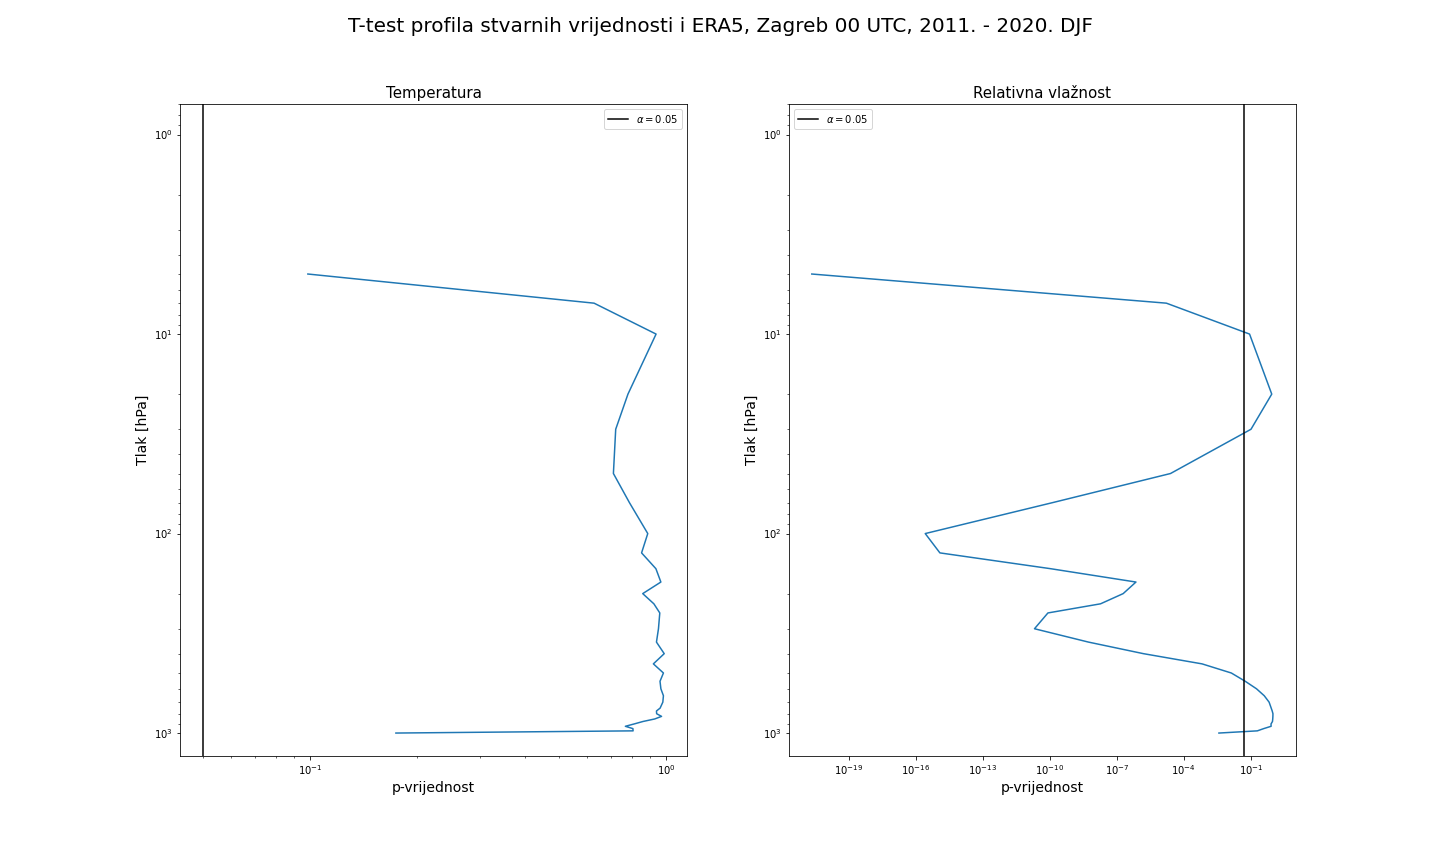 T-test profila stvarnih vrijednosti i ERA5, Zagreb 00 UTC, 2011. - 2020. DJF
Temperatura
α = 0.05
10⁰
10¹
10²
10³
Tlak [hPa]
10⁻¹
10⁰
p-vrijednost
Relativna vlažnost
α = 0.05
10⁰
10¹
10²
10³
Tlak [hPa]
10⁻¹⁹
10⁻¹⁶
10⁻¹³
10⁻¹⁰
10⁻⁷
10⁻⁴
10⁻¹
p-vrijednost